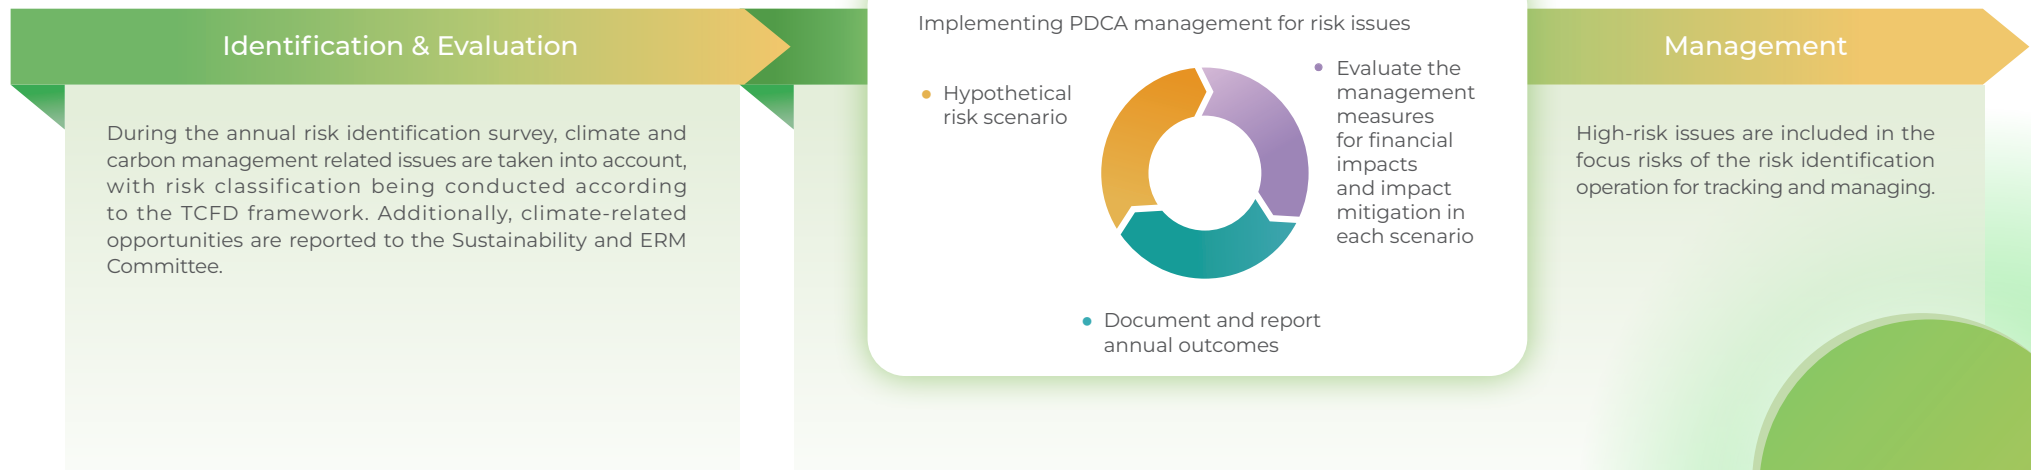 Identification & Evaluation
During the annual risk identification survey, climate and
carbon management related issues are taken into account,
with risk classification being conducted according
to the TCFD framework. Additionally, climate-related
opportunities are reported to the Sustainability and ERM
Committee.
Implementing PDCA management for risk issues
Hypothetical
risk scenario
Evaluate the
management
measures
for financial
impacts
and impact
mitigation in
each scenario
Document and report
annual outcomes
Management
High-risk issues are included in the
focus risks of the risk identification
operation for tracking and managing.